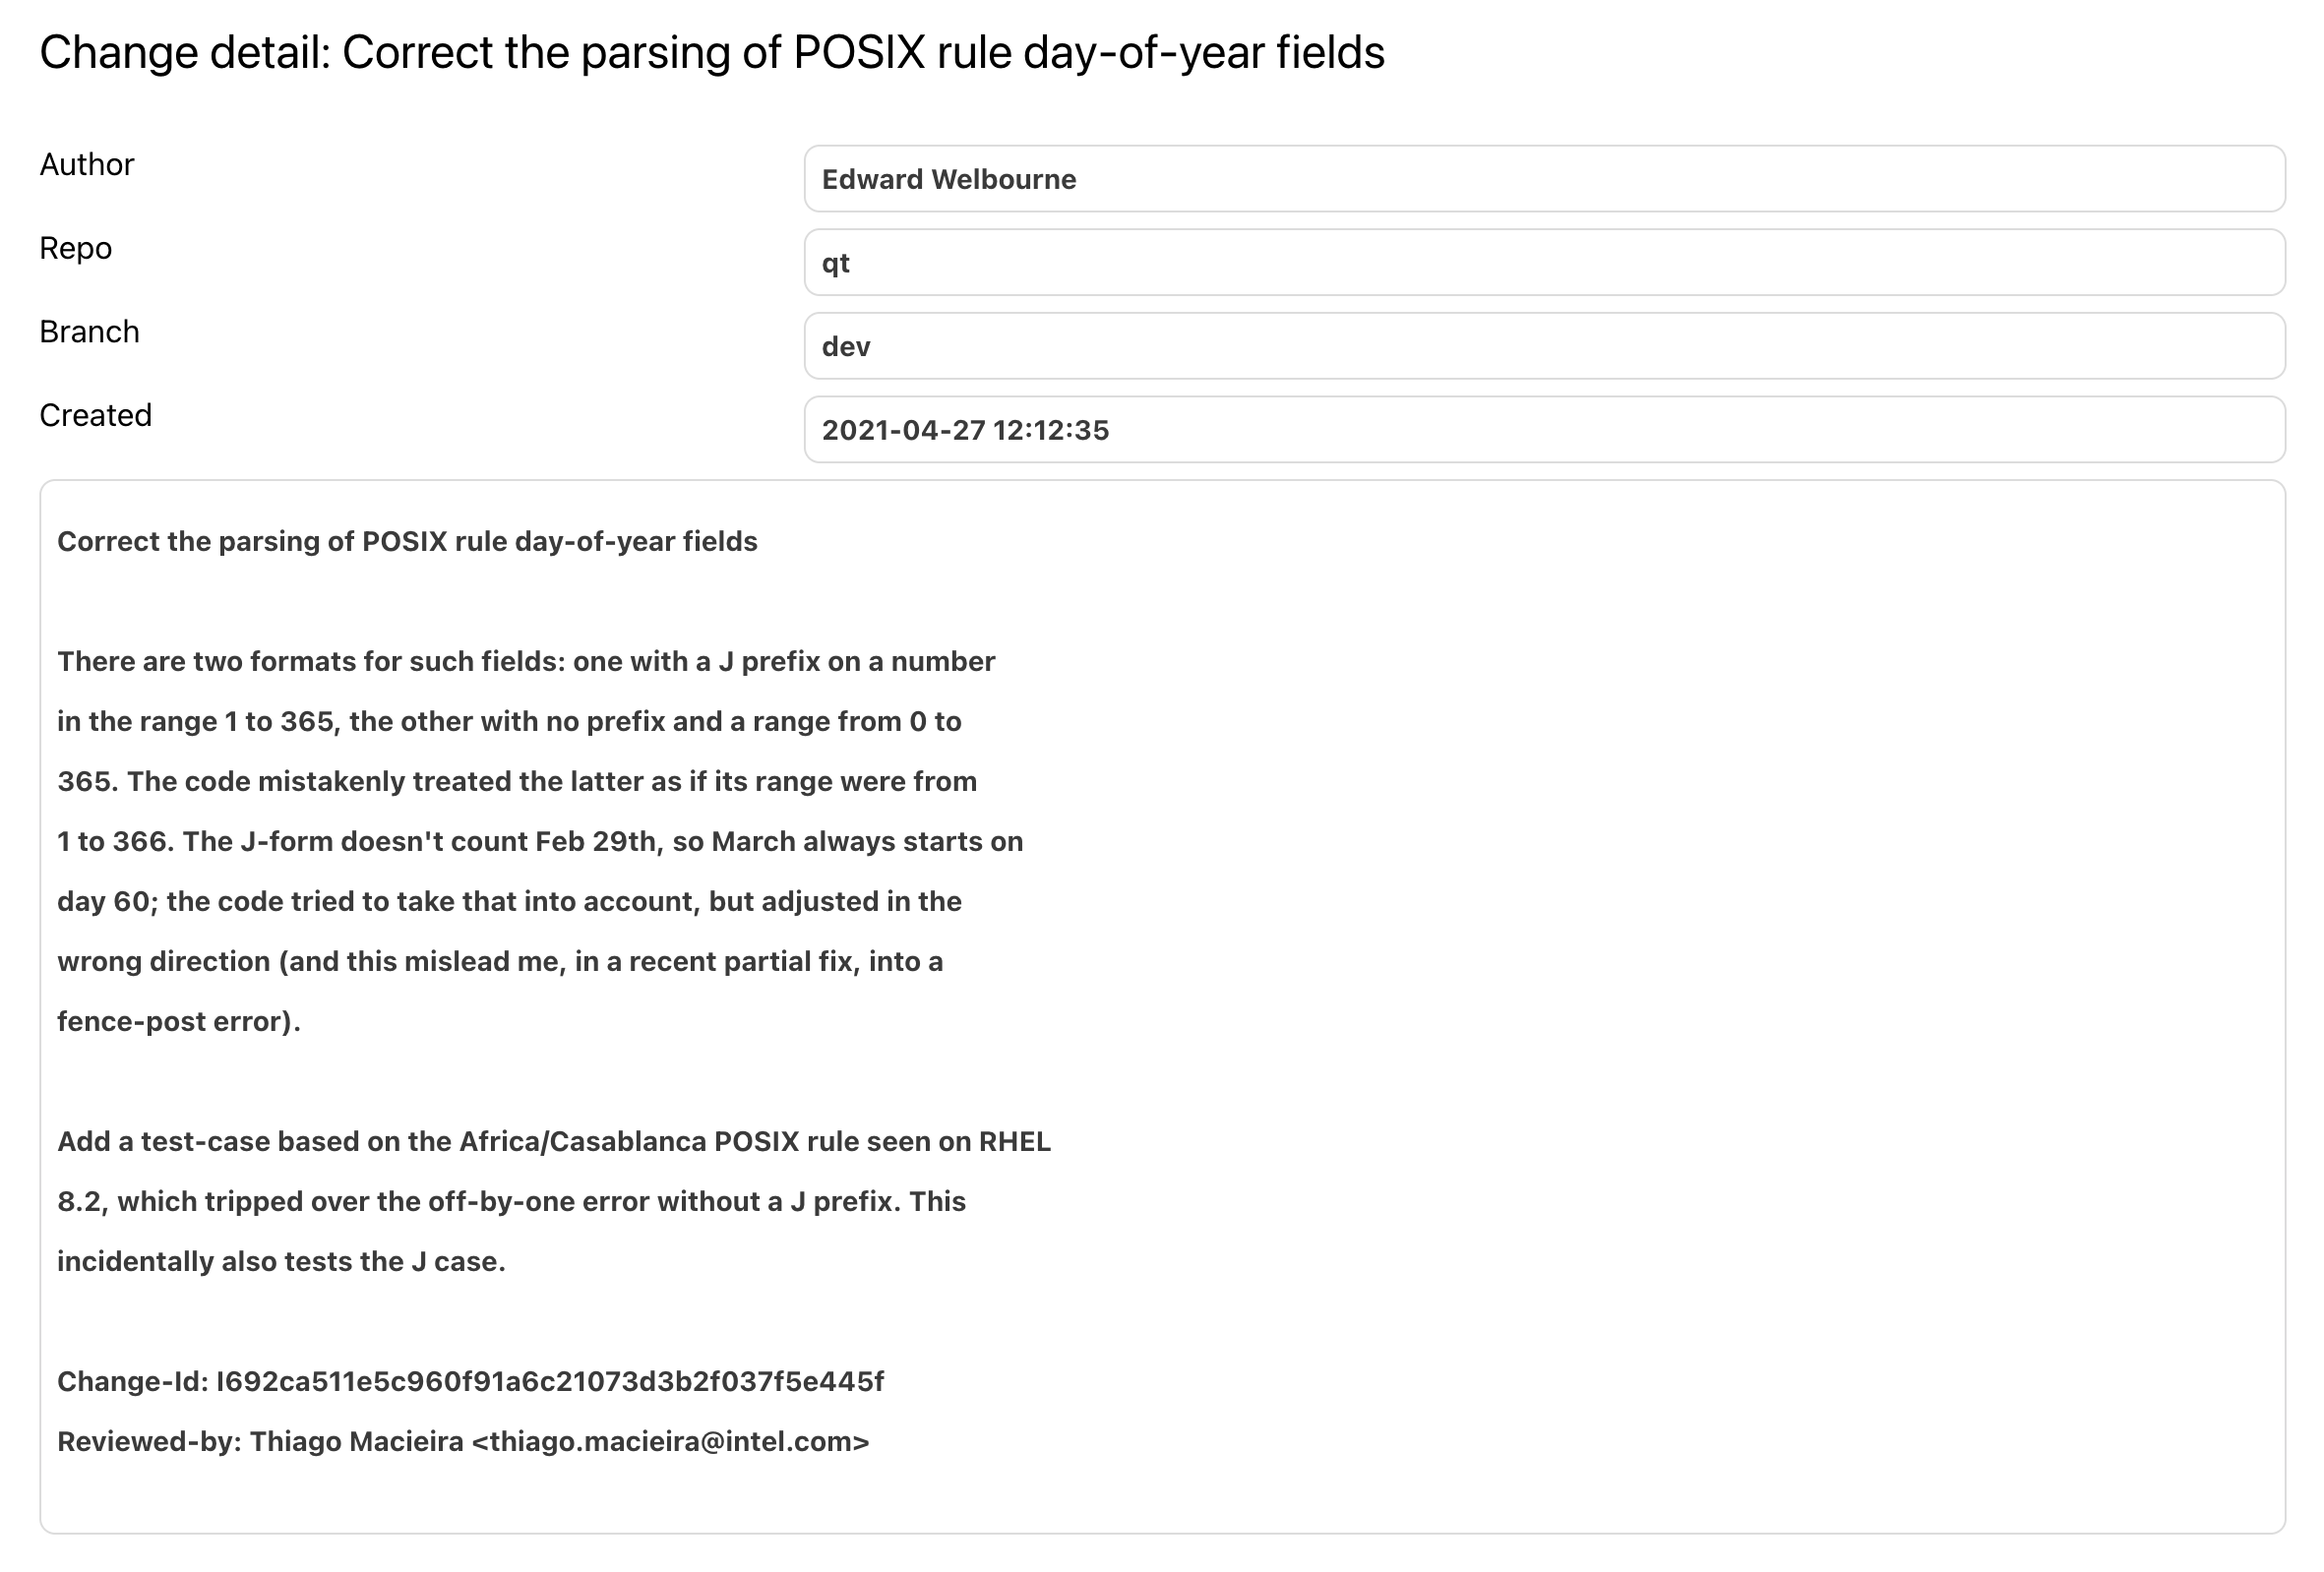 Change detail: Correct the parsing of POSIX rule day-of-year fields
Author
Edward Welbourne
Repo
qt
Branch
dev
Created
2021-04-27 12:12:35
Correct the parsing of POSIX rule day-of-year fields
There are two formats for such fields: one with a J prefix on a number
in the range 1 to 365, the other with no prefix and a range from 0 to
365. The code mistakenly treated the latter as if its range were from
1 to 366. The J-form doesn't count Feb 29th, so March always starts on
day 60; the code tried to take that into account, but adjusted in the
wrong direction (and this mislead me, in a recent partial fix, into a
fence-post error).
Add a test-case based on the Africa/Casablanca POSIX rule seen on RHEL
8.2, which tripped over the off-by-one error without a J prefix. This
incidentally also tests the J case.
Change-Id: I692ca511e5c960f91a6c21073d3b2f037f5e445f
Reviewed-by: Thiago Macieira <thiago.macieira@intel.com>